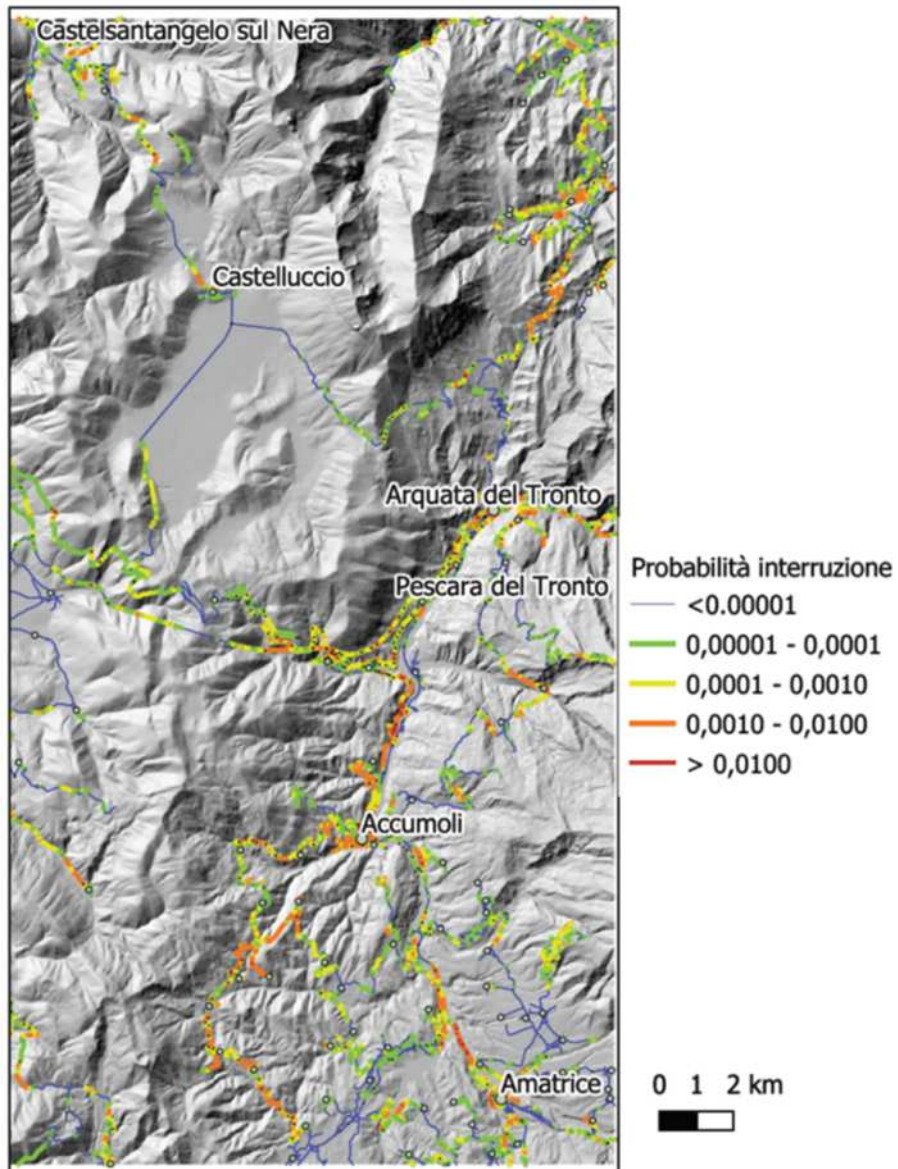 Castelsantangelo sul Nera
Castelluccio
Arquata del Tronto
Pescara del Tronto
Accumoli
Amatrice
Probabilità interruzione
<0.00001
0,00001 - 0,0001
0,0001 - 0,0010
0,0010 - 0,0100
> 0,0100
0 1 2 km